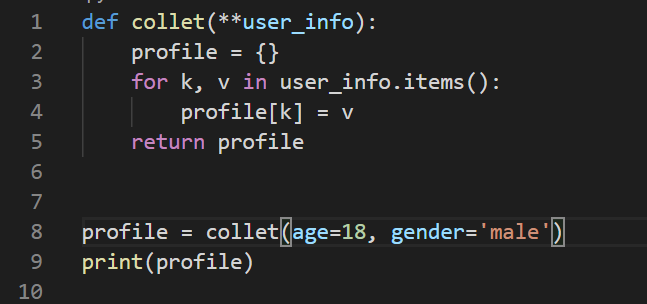 1 def collet(**user_info):
2     profile = {}
3     for k, v in user_info.items():
4         profile[k] = v
5     return profile
6
7
8 profile = collet(age=18, gender='male')
9 print(profile)
10